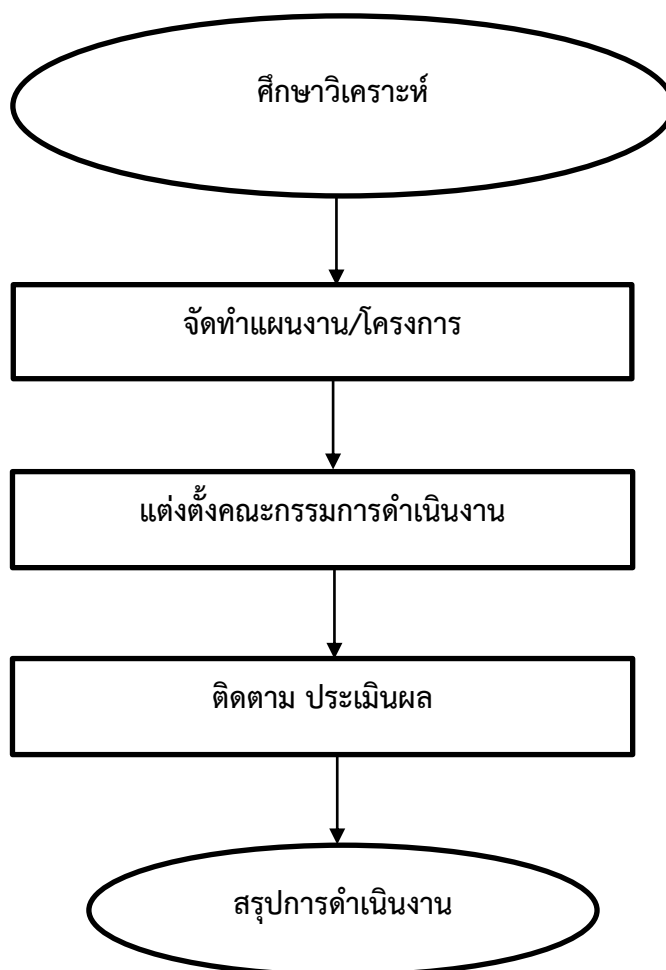 ศึกษาวิเคราะห์
จัดทำแผนงาน/โครงการ
แต่งตั้งคณะกรรมการดำเนินงาน
ติดตาม ประเมินผล
สรุปการดำเนินงาน